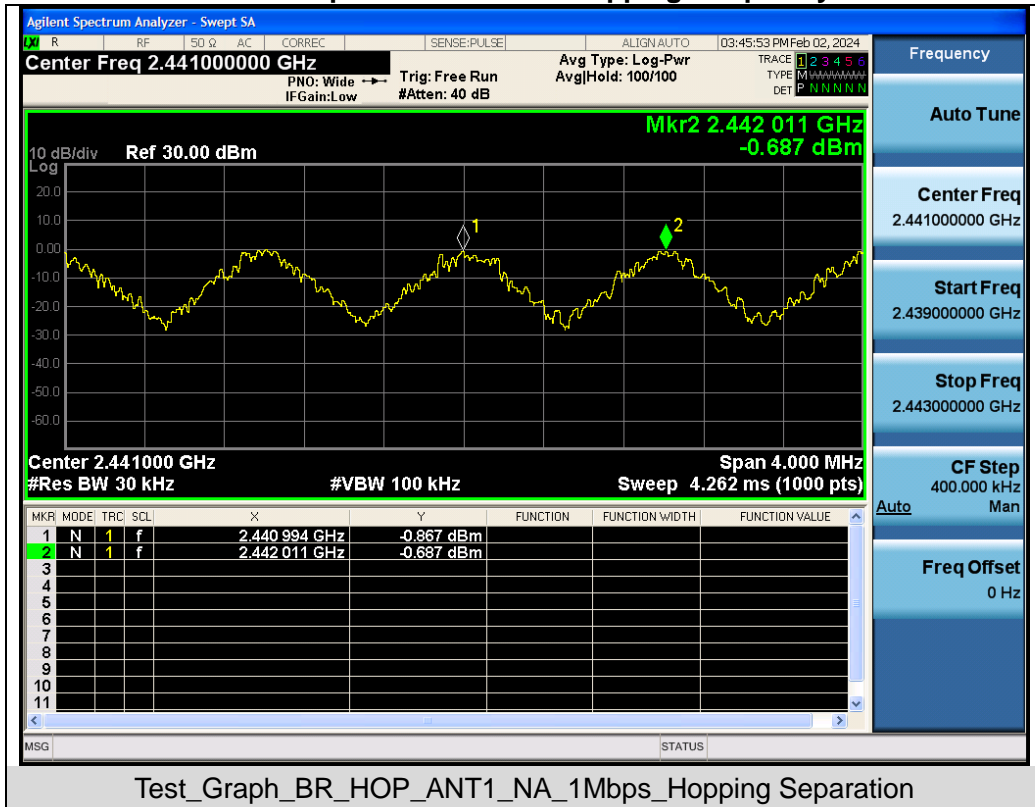 Agilent Spectrum Analyzer - Swept SA
LXI R RF 50 Ω AC CORREC SENSE:PULSE ALIGN AUTO 03:45:53 PM Feb 02, 2024
Center Freq 2.441000000 GHz
PNO: Wide
IFGain:Low
Trig: Free Run
#Atten: 40 dB
Avg Type: Log-Pwr
Avg|Hold: 100/100
TRACE 1 2 3 4 5 6
TYPE M
DET P N N N N N
Mkr2 2.442 011 GHz
-0.687 dBm
10 dB/div Ref 30.00 dBm
Log
20.0
10.0
0.00
-10.0
-20.0
-30.0
-40.0
-50.0
-60.0
1
2
Center 2.441000 GHz Span 4.000 MHz
#Res BW 30 kHz #VBW 100 kHz Sweep 4.262 ms (1000 pts)
MKR MODE TRC SCL X Y FUNCTION FUNCTION WIDTH FUNCTION VALUE
1 N 1 f 2.440 994 GHz -0.867 dBm
2 N 1 f 2.442 011 GHz -0.687 dBm
3
4
5
6
7
8
9
10
11
MSG STATUS
Frequency
Auto Tune
Center Freq
2.441000000 GHz
Start Freq
2.439000000 GHz
Stop Freq
2.443000000 GHz
CF Step
400.000 kHz
Auto Man
Freq Offset
0 Hz
Test_Graph_BR_HOP_ANT1_NA_1Mbps_Hopping Separation